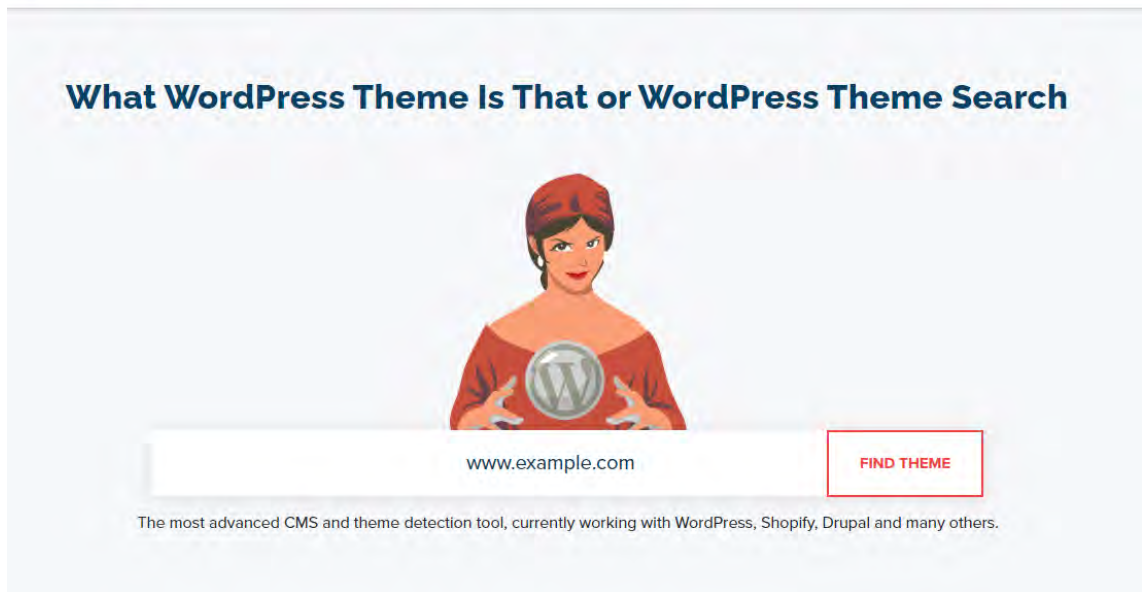 What WordPress Theme Is That or WordPress Theme Search
W
www.example.com
FIND THEME
The most advanced CMS and theme detection tool, currently working with WordPress, Shopify, Drupal and many others.